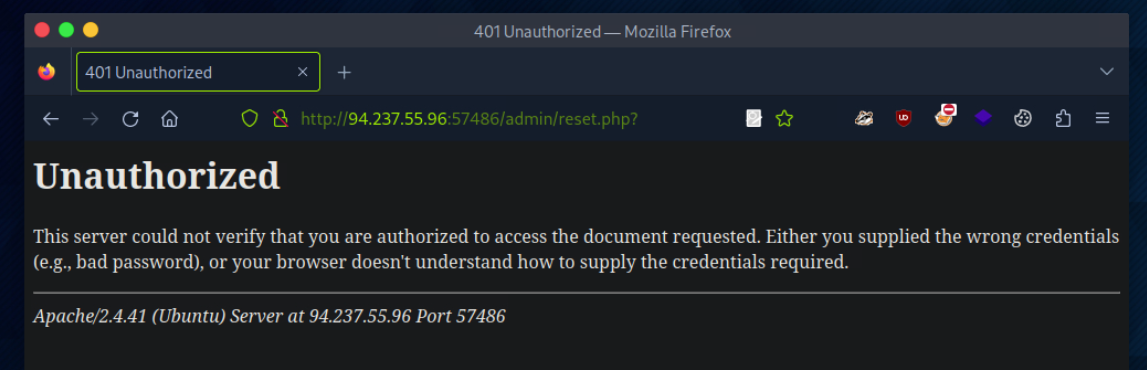 401 Unauthorized — Mozilla Firefox
401 Unauthorized
http://94.237.55.96:57486/admin/reset.php?
Unauthorized
This server could not verify that you are authorized to access the document requested. Either you supplied the wrong credentials
(e.g., bad password), or your browser doesn't understand how to supply the credentials required.
Apache/2.4.41 (Ubuntu) Server at 94.237.55.96 Port 57486